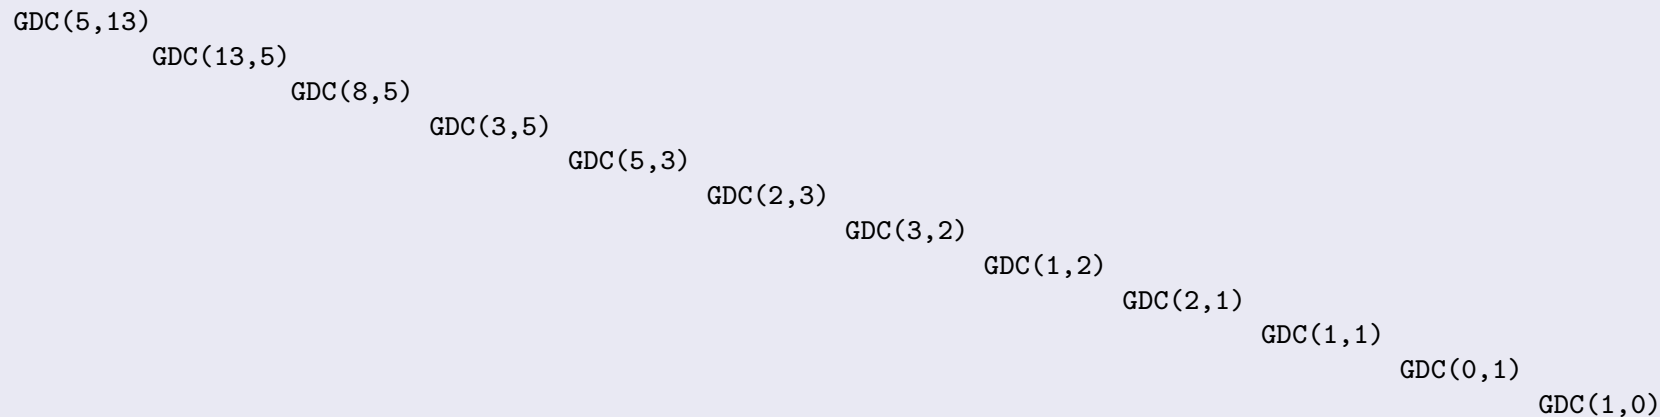 GDC(5,13)
GDC(13,5)
GDC(8,5)
GDC(3,5)
GDC(5,3)
GDC(2,3)
GDC(3,2)
GDC(1,2)
GDC(2,1)
GDC(1,1)
GDC(0,1)
GDC(1,0)